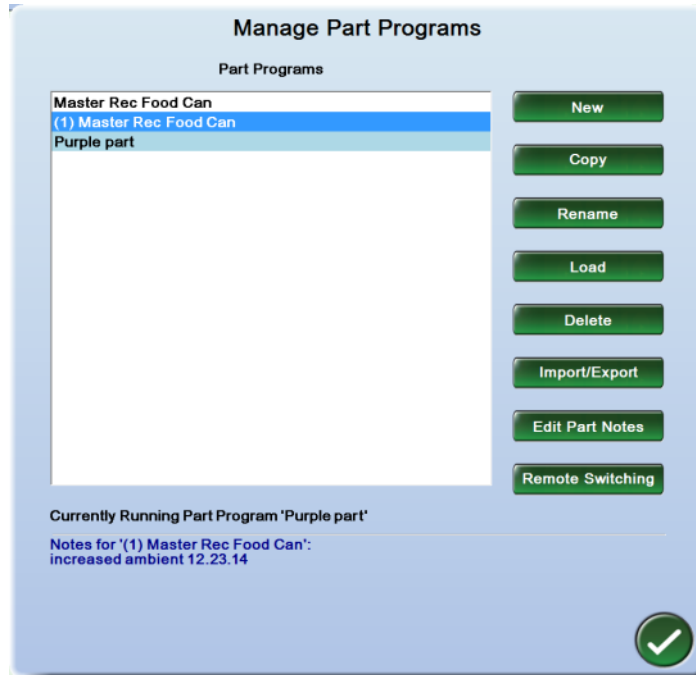 Manage Part Programs
Part Programs
Master Rec Food Can
(1) Master Rec Food Can
Purple part
New
Copy
Rename
Load
Delete
Import/Export
Edit Part Notes
Remote Switching
Currently Running Part Program 'Purple part'
Notes for '(1) Master Rec Food Can':
increased ambient 12.23.14